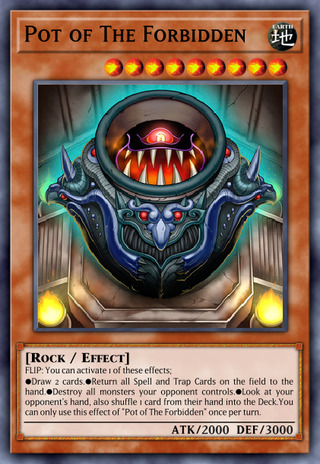 Pot of The Forbidden
EARTH
地
[Rock / Effect]
FLIP: You can activate 1 of these effects;
●Draw 2 cards.●Return all Spell and Trap Cards on the field to the
hand.●Destroy all monsters your opponent controls.●Look at your
opponent's hand, also shuffle 1 card from their hand into the Deck.You
can only use this effect of "Pot of The Forbidden" once per turn.
ATK/2000 DEF/3000